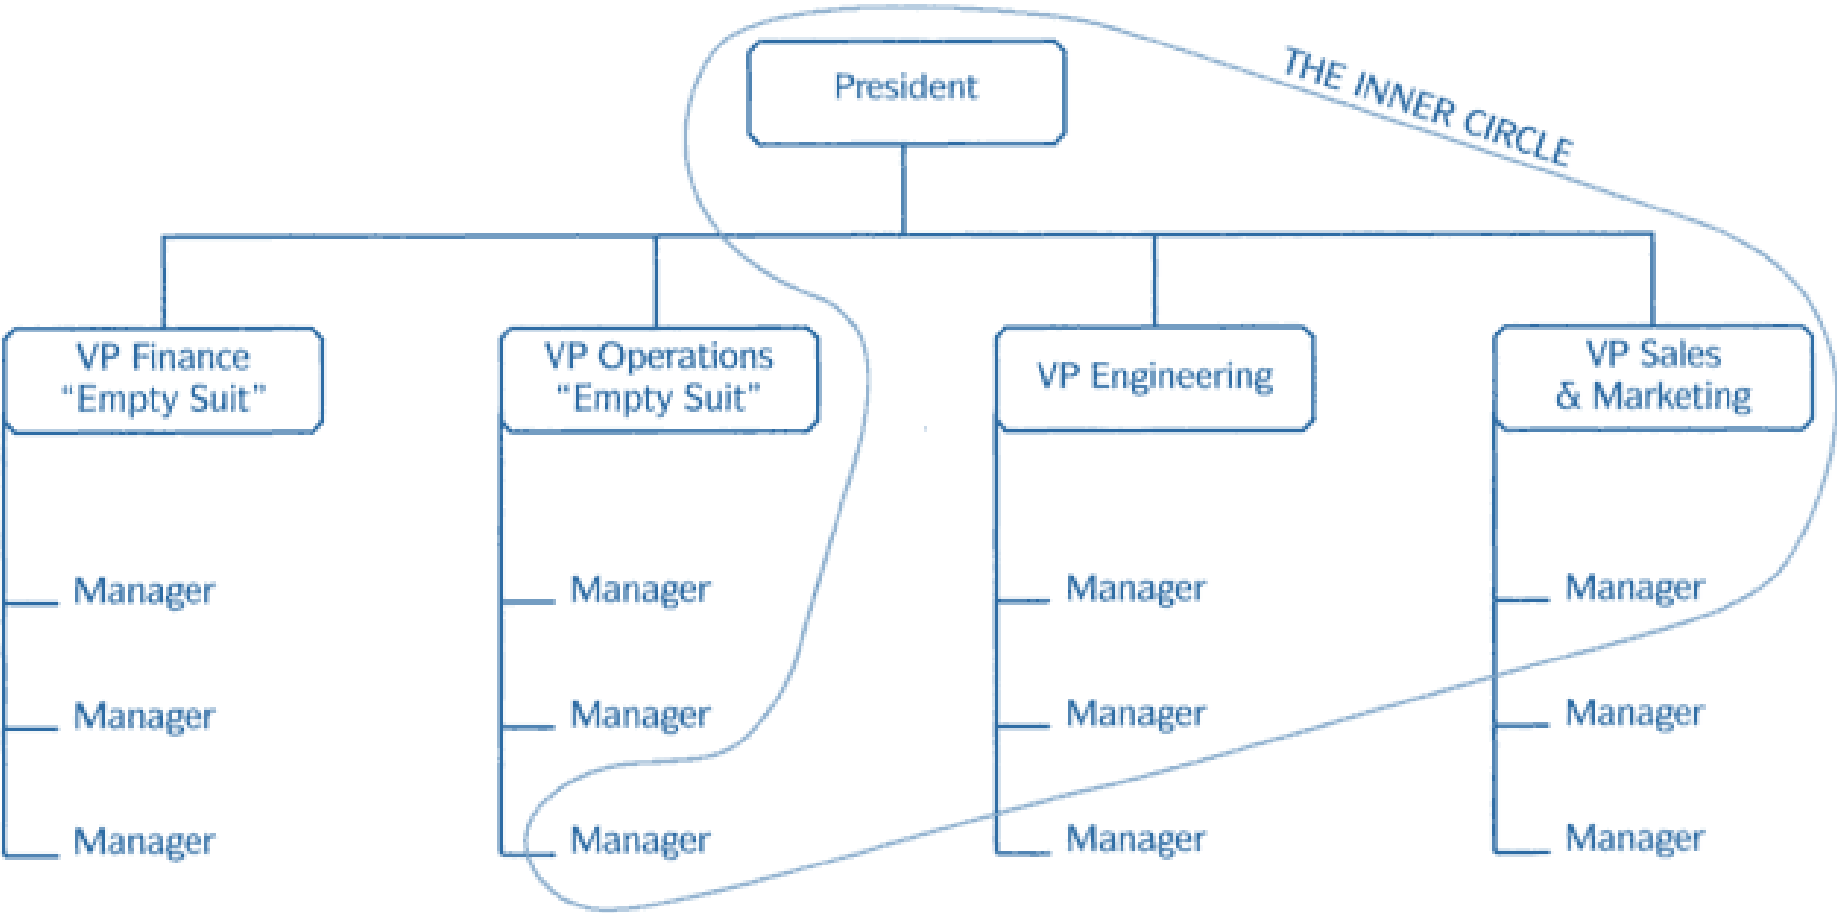 THE INNER CIRCLE
President
VP Finance
“Empty Suit”
VP Operations
“Empty Suit”
VP Engineering
VP Sales
& Marketing
Manager
Manager
Manager
Manager
Manager
Manager
Manager
Manager
Manager
Manager
Manager
Manager